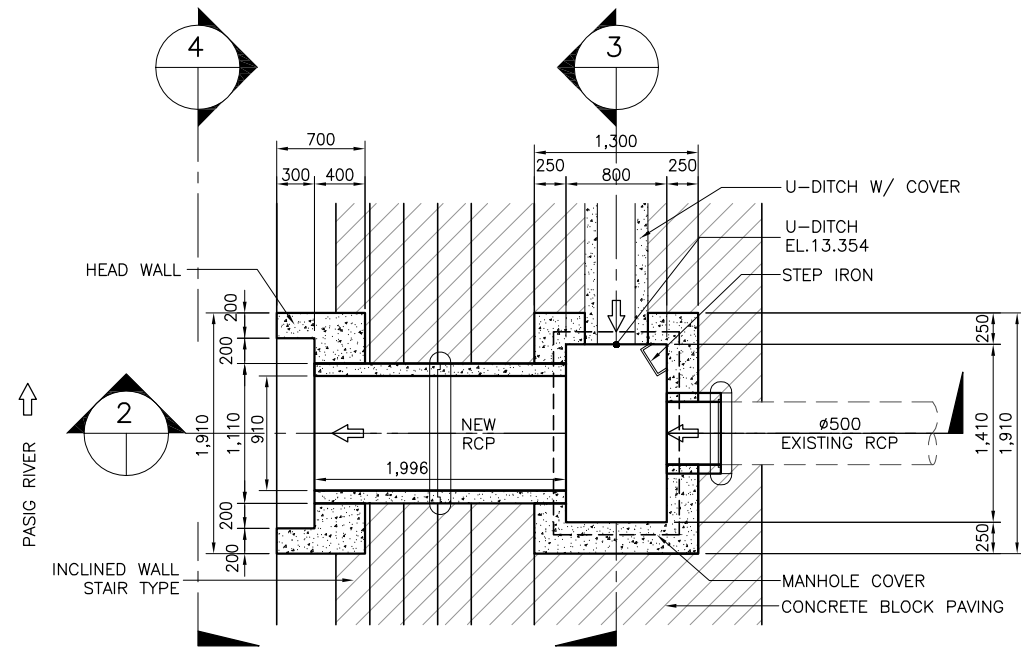 4
3
700
300
400
1,300
250
800
250
U-DITCH W/ COVER
U-DITCH
EL.13.354
STEP IRON
HEAD WALL
200
200
1,910
1,110
910
200
200
2
NEW
RCP
1,996
ø500
EXISTING RCP
250
1,410
1,910
250
PASIG RIVER
INCLINED WALL
STAIR TYPE
MANHOLE COVER
CONCRETE BLOCK PAVING